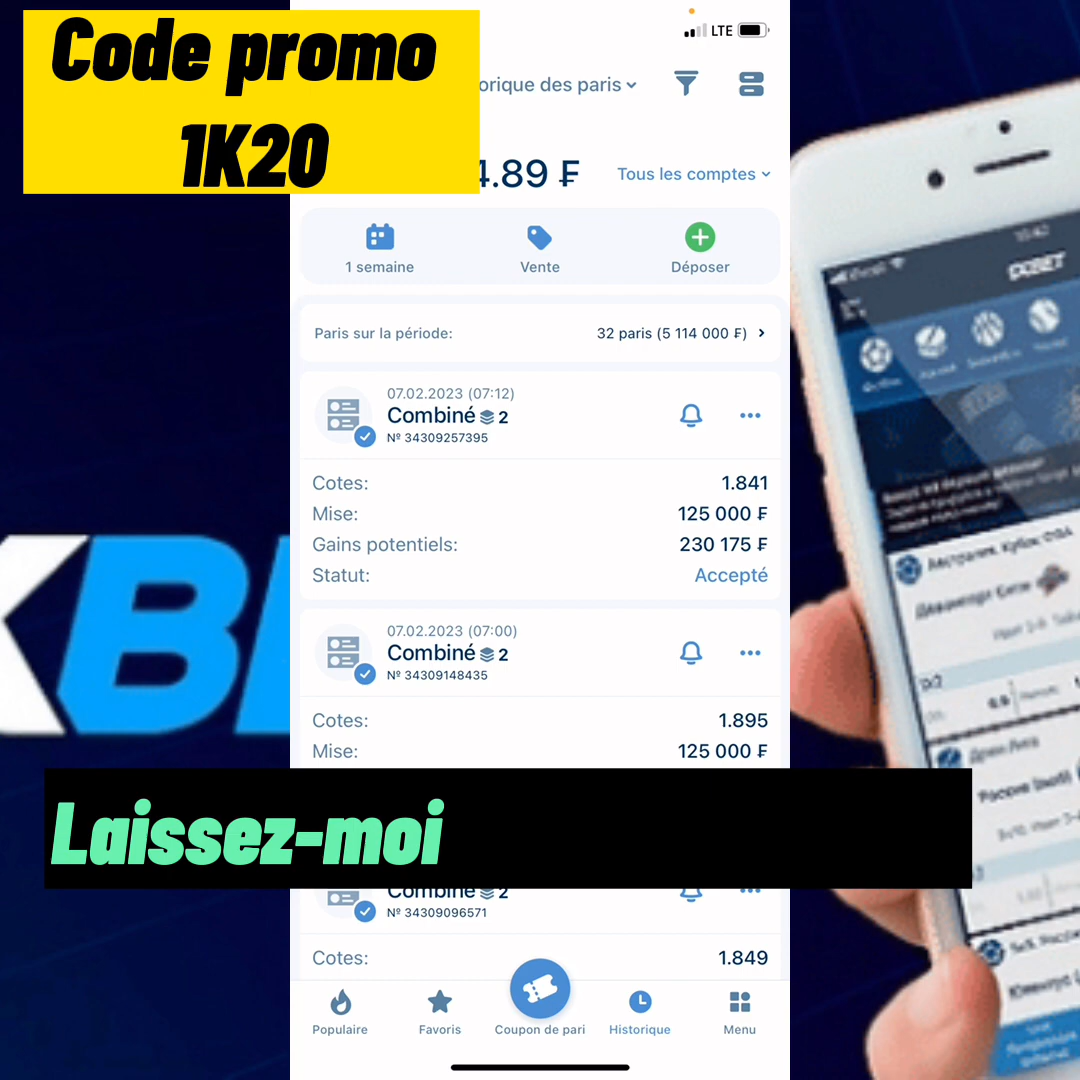 Code promo
1K20
LTE
orique des paris
4.89 ₣
Tous les comptes
1 semaine
Vente
Déposer
Paris sur la période:
32 paris (5 114 000 ₣)
07.02.2023 (07:12)
Combiné 2
Nº 34309257395
Cotes:
1.841
Mise:
125 000 ₣
Gains potentiels:
230 175 ₣
Statut:
Accepté
07.02.2023 (07:00)
Combiné 2
Nº 34309148435
Cotes:
1.895
Mise:
125 000 ₣
Laissez-moi
Combiné 2
Nº 34309096571
Cotes:
1.849
Populaire
Favoris
Coupon de pari
Historique
Menu
XB
1XBET